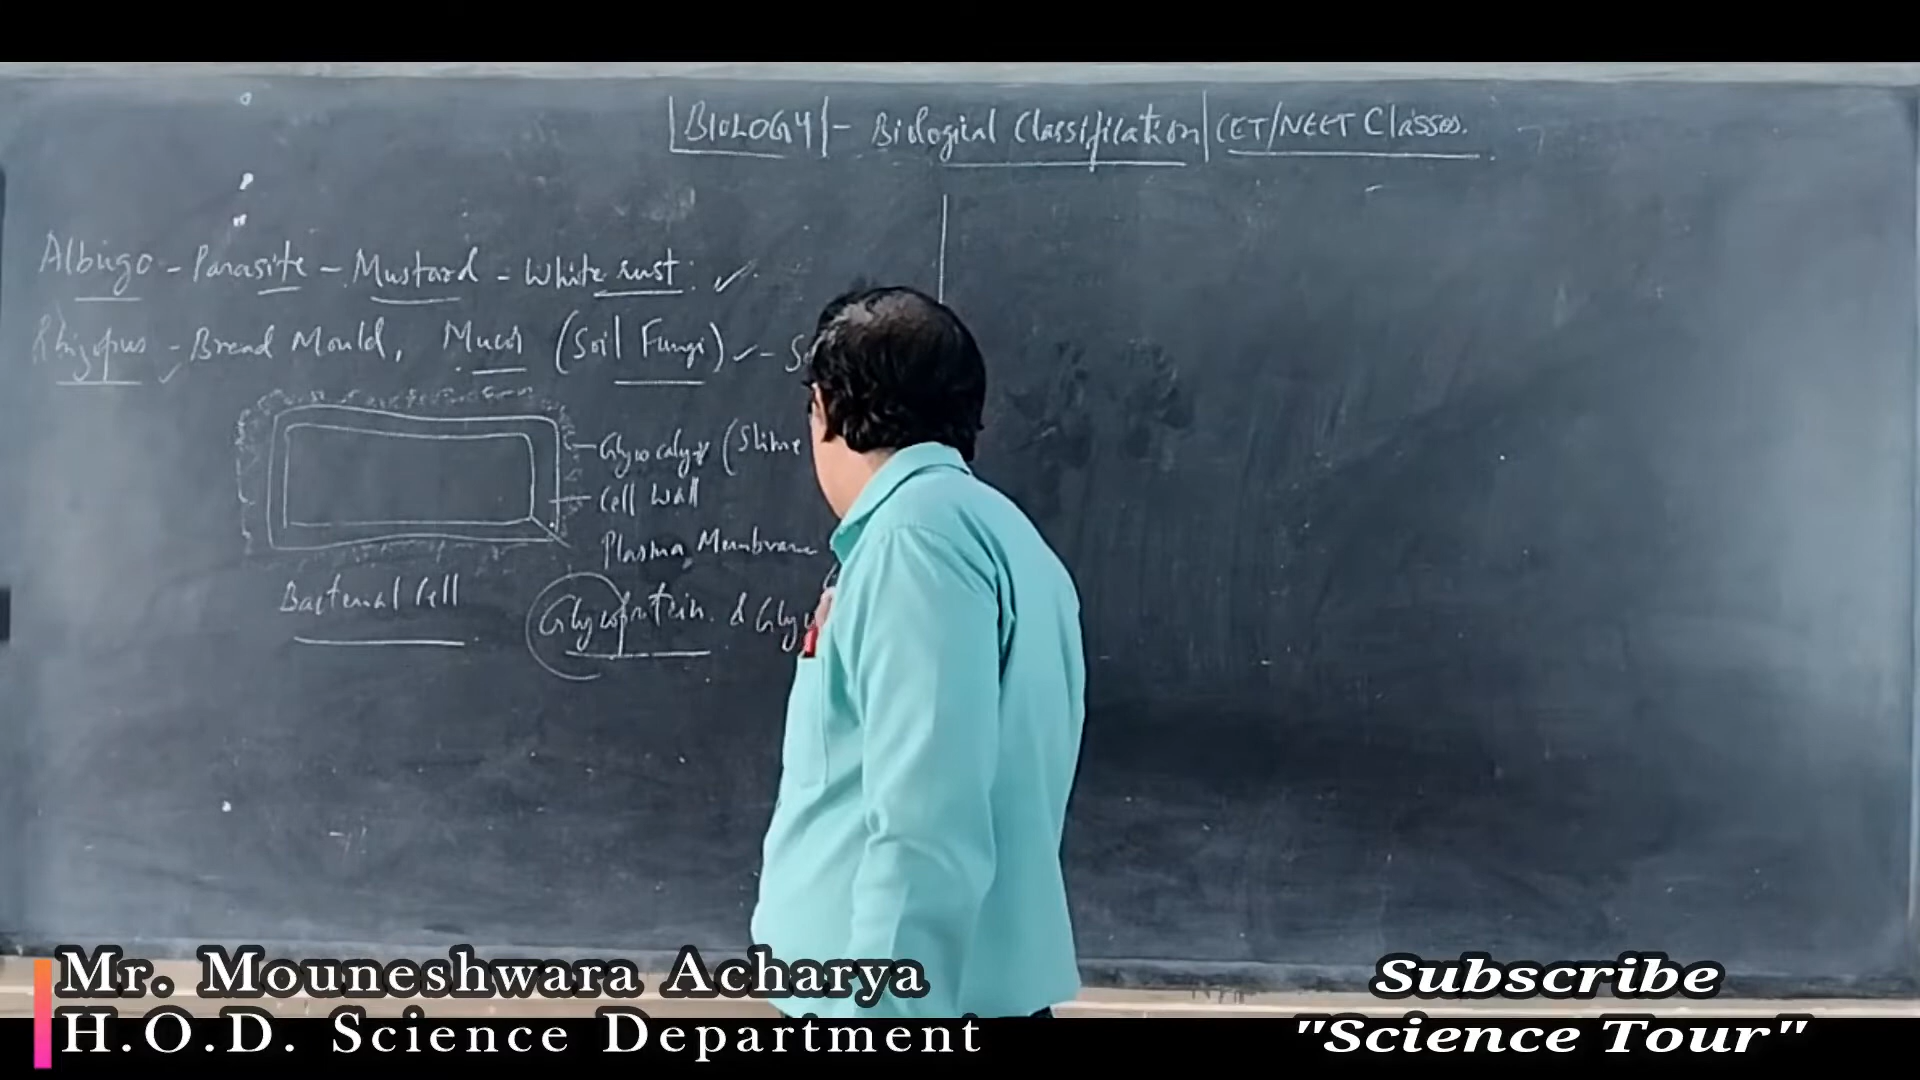 |BIOLOGY| - Biological Classification | CET/NEET Classes.
Albugo - Parasite - Mustard - White rust:
Rhizopus - Bread Mould, Mucor (Soil Fungi) -
Glycocalyx (Slime
Cell Wall
Plasma Membrane
Bacterial Cell
Glycoprotein &
Mr. Mouneshwara Acharya
H.O.D. Science Department
Subscribe
"Science Tour"